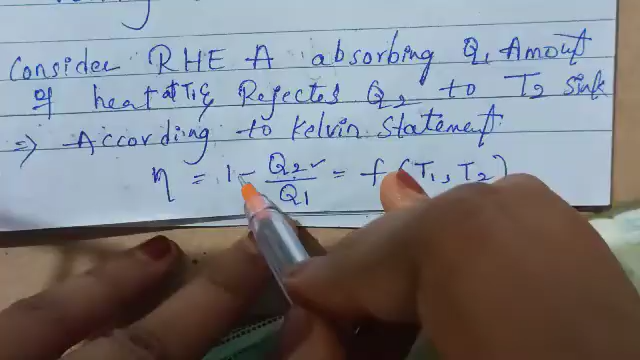 Consider RHE A absorbing Q1 Amount
of heat at T1 & Rejects Q2 to T2 sink
⇒ According to Kelvin Statement
η = 1 - Q2/Q1 = f (T1, T2)